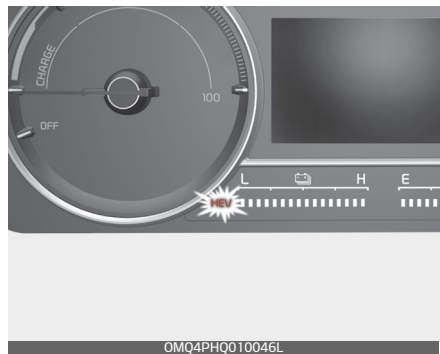 CHARGE
100
OFF
L H E
HEV
OMQ4PHQ010046L